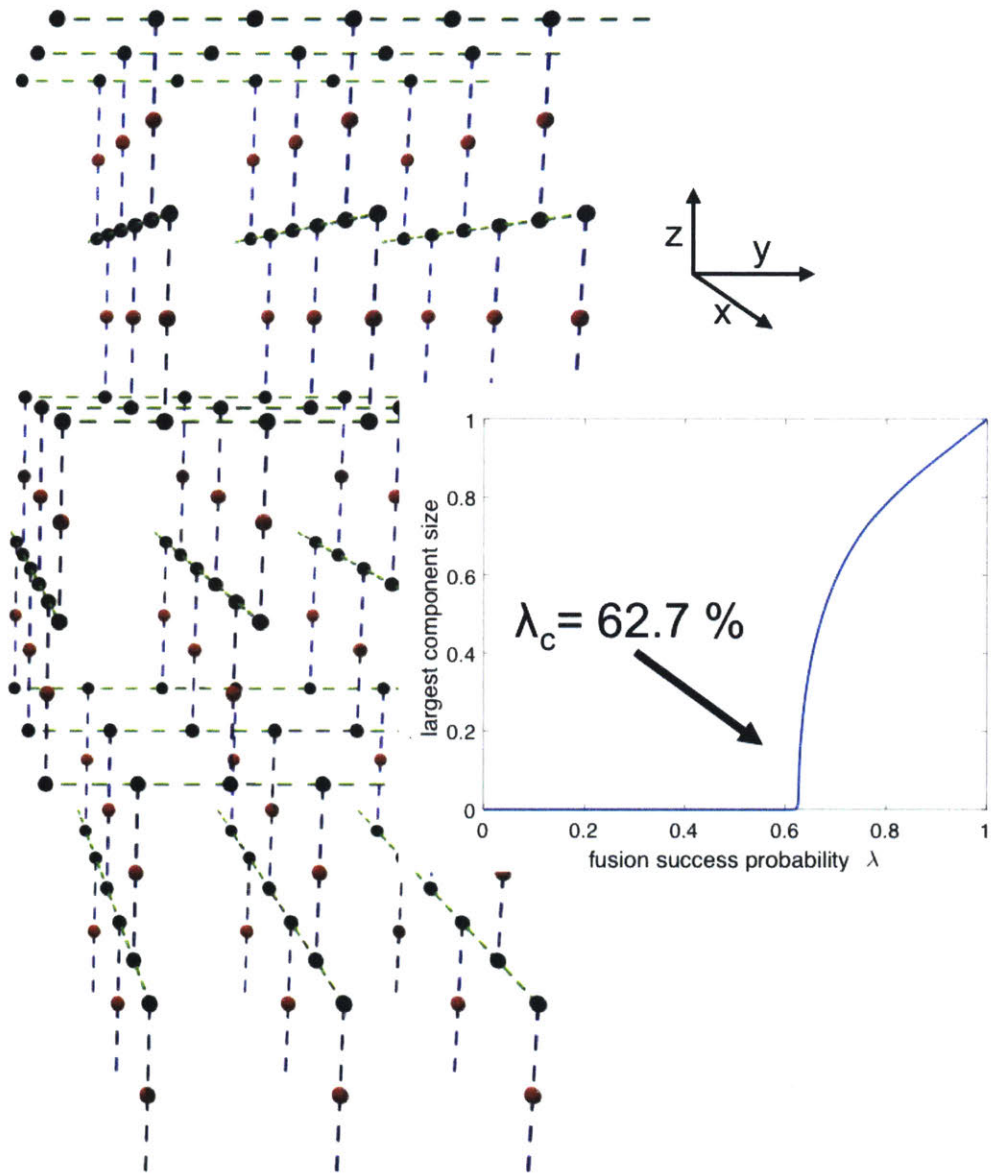 z
y
x
1
0.8
0.6
0.4
0.2
0
largest component size
λc= 62.7 %
0 0.2 0.4 0.6 0.8 1
fusion success probability λ